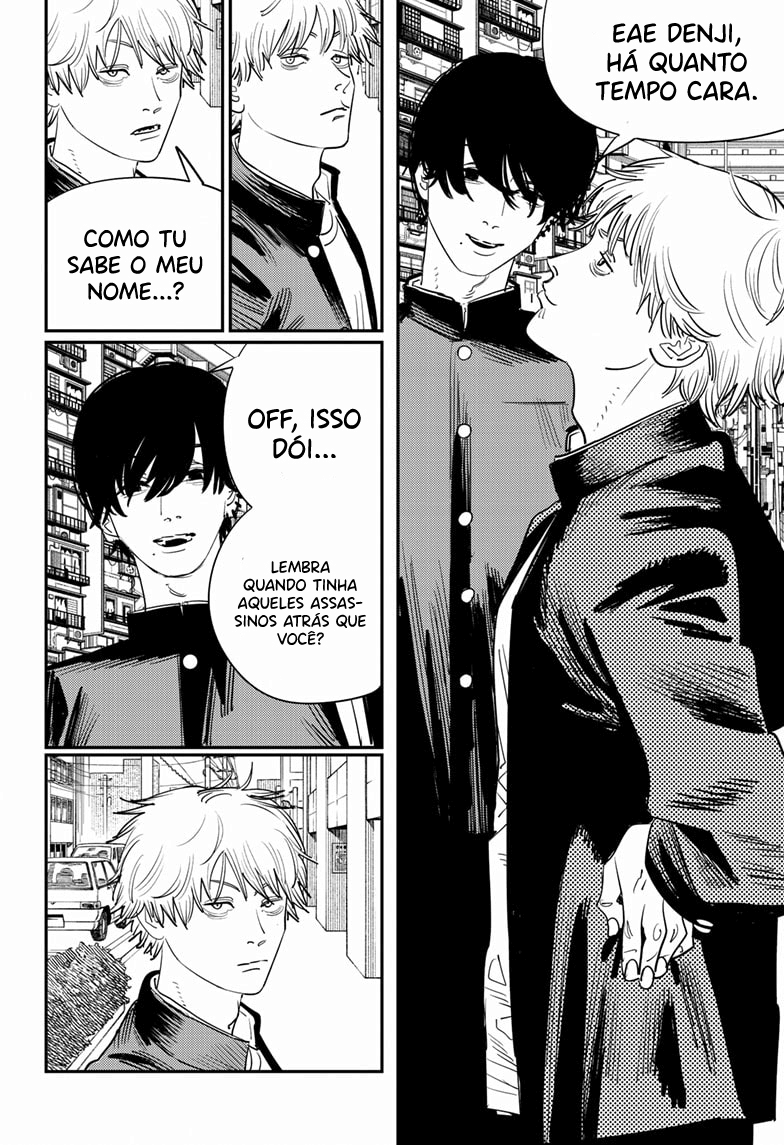 EAE DENJI,
HÁ QUANTO
TEMPO CARA.
COMO TU
SABE O MEU
NOME...?
OFF, ISSO
DÓI...
LEMBRA
QUANDO TINHA
AQUELES ASSAS-
SINOS ATRÁS QUE
VOCÊ?